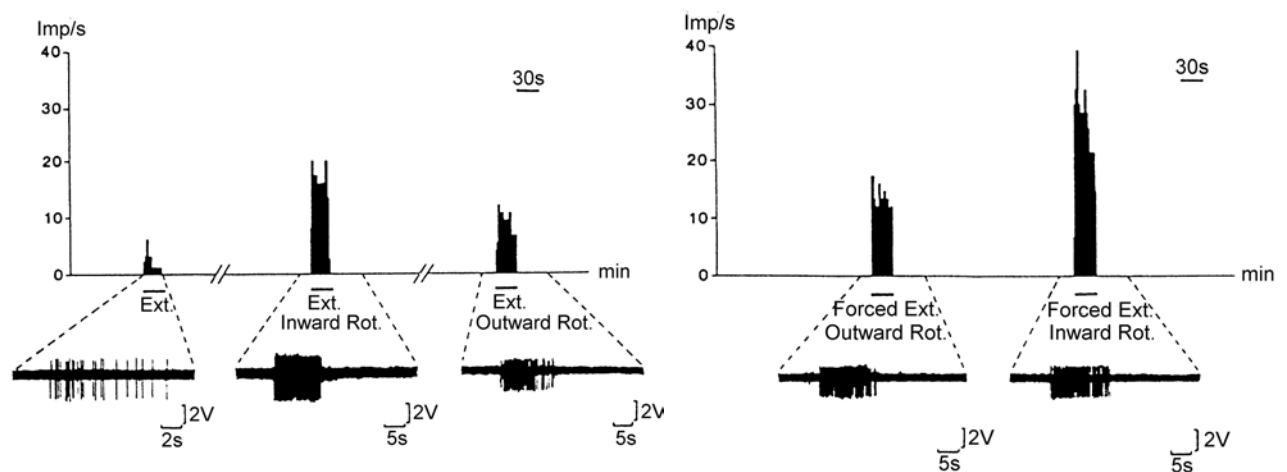 Imp/s
40
30
20
10
0
30s
min
Ext.
Ext.
Inward Rot.
Ext.
Outward Rot.
2V
2s
2V
5s
2V
5s
Imp/s
40
30
20
10
0
30s
min
Forced Ext.
Outward Rot.
Forced Ext.
Inward Rot.
2V
5s
2V
5s